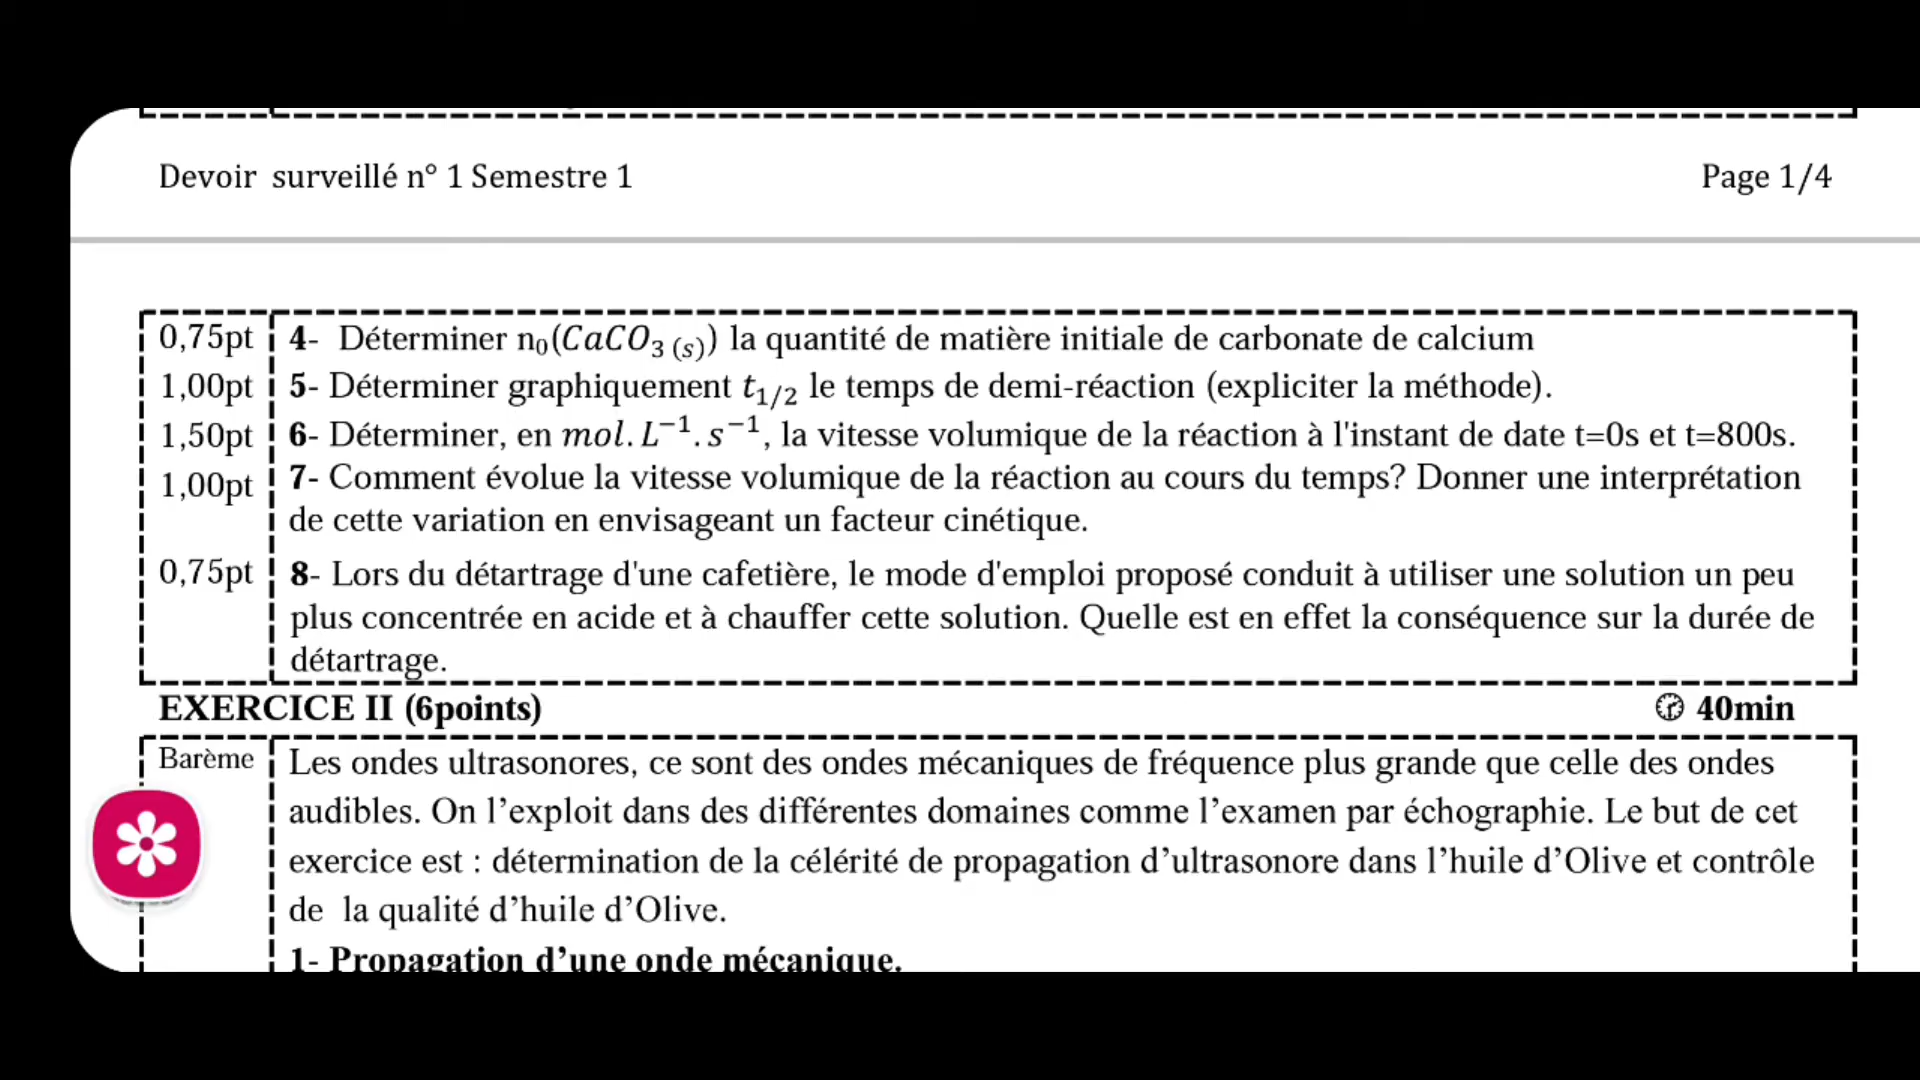 Devoir surveillé n° 1 Semestre 1 Page 1/4
0,75pt 4- Déterminer n₀(CaCO₃ ₍ₛ₎) la quantité de matière initiale de carbonate de calcium
1,00pt 5- Déterminer graphiquement t₁/₂ le temps de demi-réaction (expliciter la méthode).
1,50pt 6- Déterminer, en mol. L⁻¹. s⁻¹, la vitesse volumique de la réaction à l'instant de date t=0s et t=800s.
1,00pt 7- Comment évolue la vitesse volumique de la réaction au cours du temps? Donner une interprétation
de cette variation en envisageant un facteur cinétique.
0,75pt 8- Lors du détartrage d'une cafetière, le mode d'emploi proposé conduit à utiliser une solution un peu
plus concentrée en acide et à chauffer cette solution. Quelle est en effet la conséquence sur la durée de
détartrage.
EXERCICE II (6points) 40min
Barème Les ondes ultrasonores, ce sont des ondes mécaniques de fréquence plus grande que celle des ondes
audibles. On l’exploit dans des différentes domaines comme l’examen par échographie. Le but de cet
exercice est : détermination de la célérité de propagation d’ultrasonore dans l’huile d’Olive et contrôle
de la qualité d’huile d’Olive.
1- Propagation d’une onde mécanique.